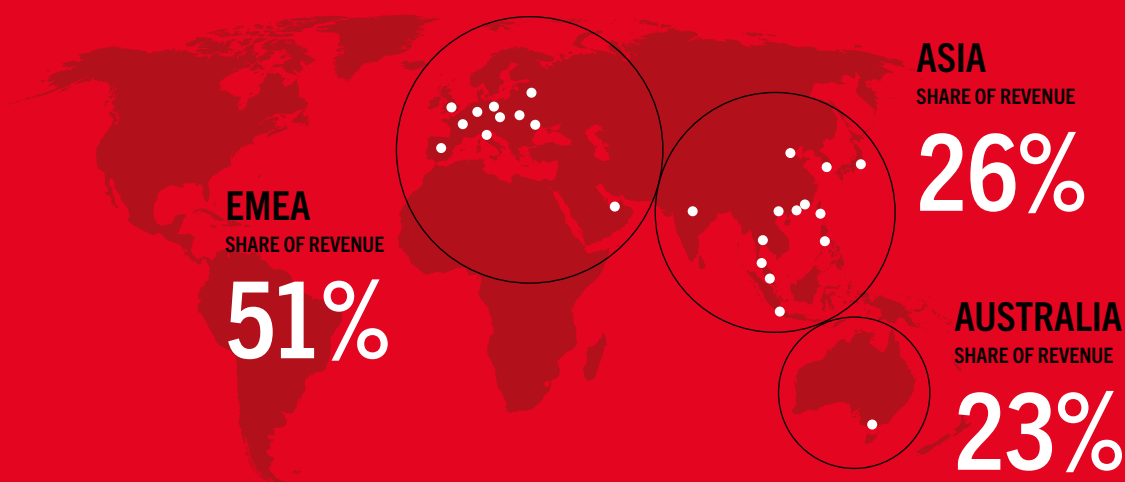 ASIA
SHARE OF REVENUE
26%
EMEA
SHARE OF REVENUE
51%
AUSTRALIA
SHARE OF REVENUE
23%